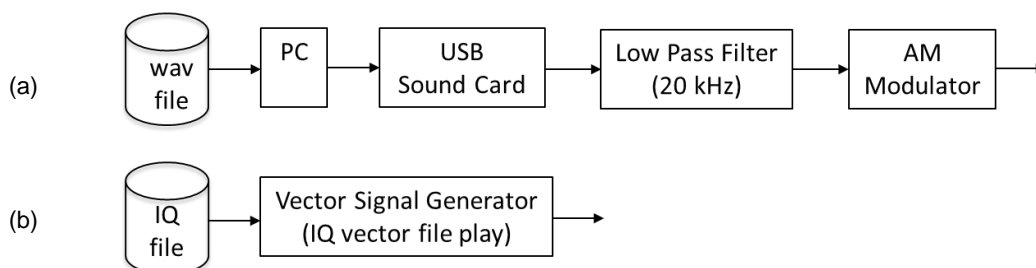 (a)
wav
file
PC
USB
Sound Card
Low Pass Filter
(20 kHz)
AM
Modulator
(b)
IQ
file
Vector Signal Generator
(IQ vector file play)